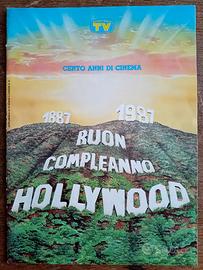 TV
CENTO ANNI DI CINEMA
1887 1987
BUON
COMPLEANNO
HOLLYWOOD